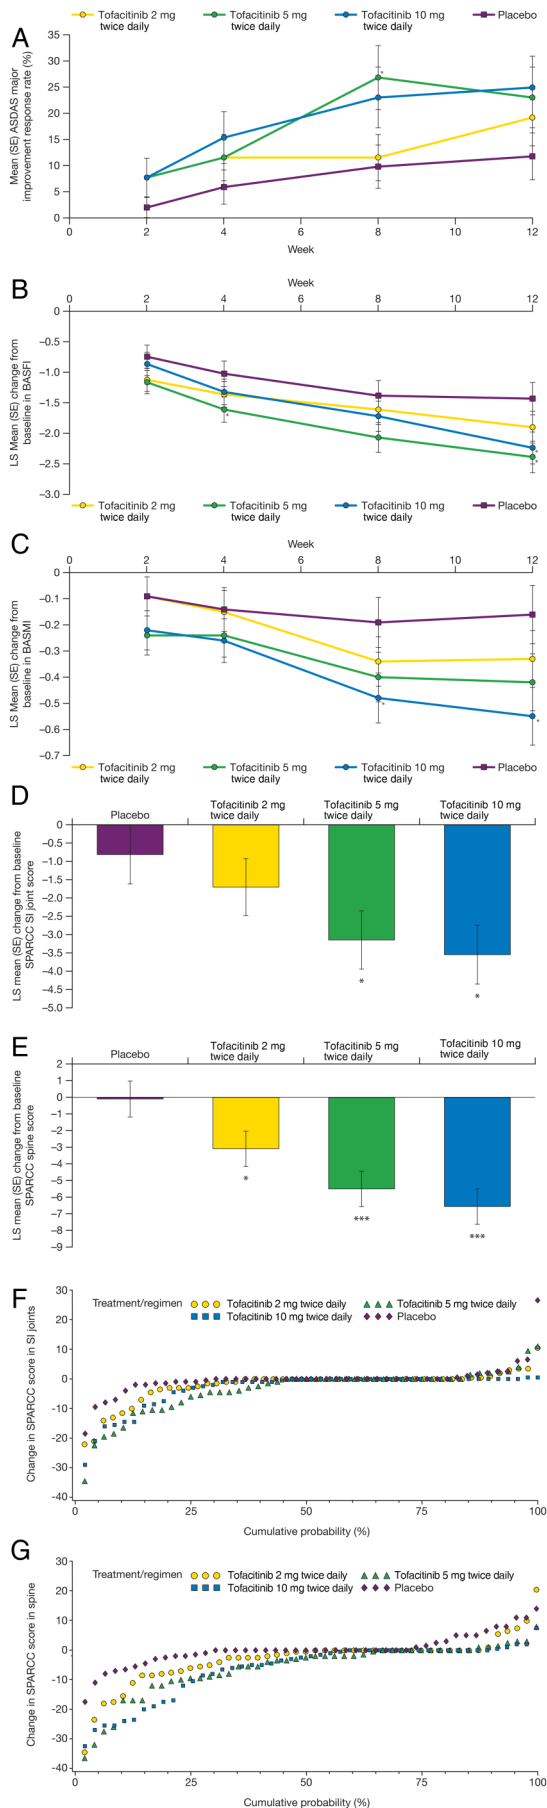 Tofacitinib 2 mg twice daily
Tofacitinib 5 mg twice daily
Tofacitinib 10 mg twice daily
Placebo
A
Mean (SE) ASDAS major improvement response rate (%)
35
30
25
20
15
10
5
0
*
0 2 4 6 8 10 12
Week
B
Week
0 2 4 6 8 10 12
LS Mean (SE) change from baseline in BASFI
0
−0.5
−1.0
−1.5
−2.0
−2.5
−3.0
*
*
*
Tofacitinib 2 mg twice daily
Tofacitinib 5 mg twice daily
Tofacitinib 10 mg twice daily
Placebo
C
Week
0 2 4 6 8 10 12
LS Mean (SE) change from baseline in BASMI
0
−0.1
−0.2
−0.3
−0.4
−0.5
−0.6
−0.7
*
*
Tofacitinib 2 mg twice daily
Tofacitinib 5 mg twice daily
Tofacitinib 10 mg twice daily
Placebo
D
Placebo
Tofacitinib 2 mg twice daily
Tofacitinib 5 mg twice daily
Tofacitinib 10 mg twice daily
LS mean (SE) change from baseline SPARCC SI joint score
0
−0.5
−1.0
−1.5
−2.0
−2.5
−3.0
−3.5
−4.0
−4.5
−5.0
*
*
E
Placebo
Tofacitinib 2 mg twice daily
Tofacitinib 5 mg twice daily
Tofacitinib 10 mg twice daily
LS mean (SE) change from baseline SPARCC spine score
2
1
0
−1
−2
−3
−4
−5
−6
−7
−8
−9
*
***
***
F
Treatment/regimen
Tofacitinib 2 mg twice daily
Tofacitinib 5 mg twice daily
Tofacitinib 10 mg twice daily
Placebo
Change in SPARCC score in SI joints
30
20
10
0
-10
-20
-30
-40
0 25 50 75 100
Cumulative probability (%)
G
Treatment/regimen
Tofacitinib 2 mg twice daily
Tofacitinib 5 mg twice daily
Tofacitinib 10 mg twice daily
Placebo
Change in SPARCC score in spine
30
20
10
0
-10
-20
-30
-40
0 25 50 75 100
Cumulative probability (%)